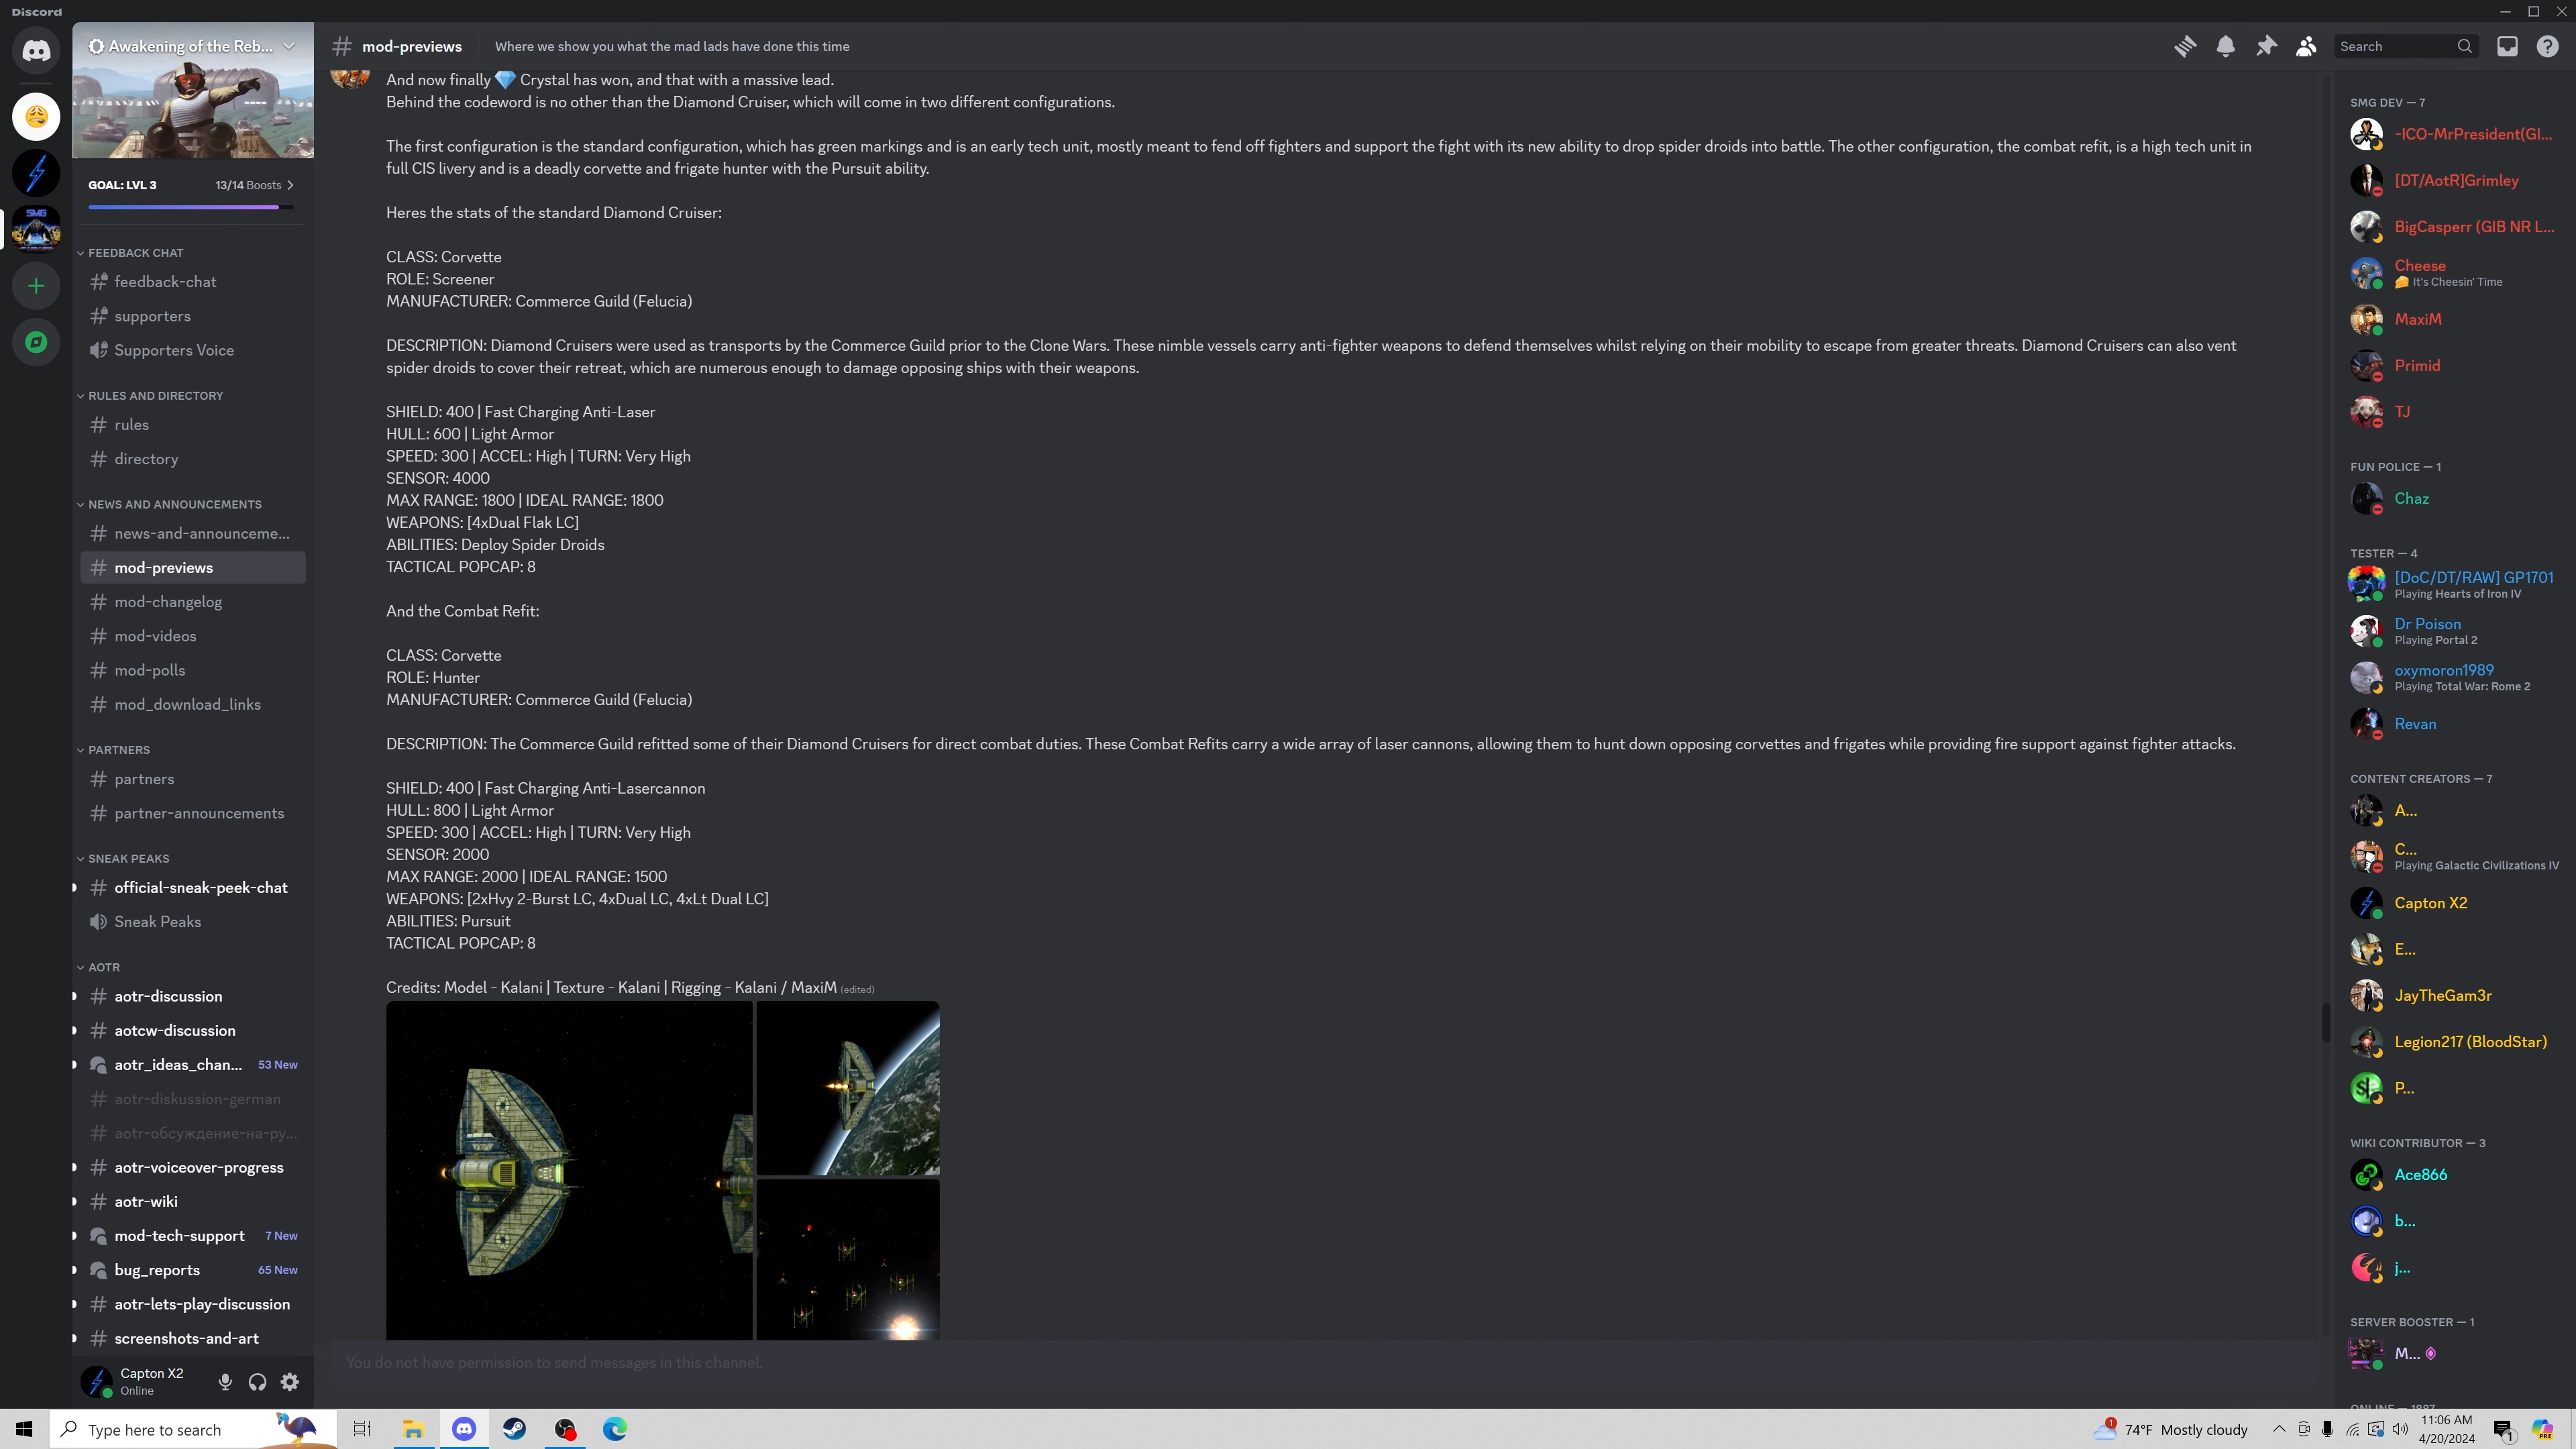 Discord
Awakening of the Reb...
GOAL: LVL 3
13/14 Boosts
FEEDBACK CHAT
feedback-chat
supporters
Supporters Voice
RULES AND DIRECTORY
rules
directory
NEWS AND ANNOUNCEMENTS
news-and-announceme...
mod-previews
mod-changelog
mod-videos
mod-polls
mod_download_links
PARTNERS
partners
partner-announcements
SNEAK PEAKS
official-sneak-peek-chat
Sneak Peaks
AOTR
aotr-discussion
aotcw-discussion
aotr_ideas_chan... 53 New
aotr-diskussion-german
aotr-обсуждение-на-ру...
aotr-voiceover-progress
aotr-wiki
mod-tech-support 7 New
bug_reports 65 New
aotr-lets-play-discussion
screenshots-and-art
Capton X2
Online
mod-previews
Where we show you what the mad lads have done this time
Search
And now finally 💎 Crystal has won, and that with a massive lead.
Behind the codeword is no other than the Diamond Cruiser, which will come in two different configurations.
The first configuration is the standard configuration, which has green markings and is an early tech unit, mostly meant to fend off fighters and support the fight with its new ability to drop spider droids into battle. The other configuration, the combat refit, is a high tech unit in
full CIS livery and is a deadly corvette and frigate hunter with the Pursuit ability.
Heres the stats of the standard Diamond Cruiser:
CLASS: Corvette
ROLE: Screener
MANUFACTURER: Commerce Guild (Felucia)
DESCRIPTION: Diamond Cruisers were used as transports by the Commerce Guild prior to the Clone Wars. These nimble vessels carry anti-fighter weapons to defend themselves whilst relying on their mobility to escape from greater threats. Diamond Cruisers can also vent
spider droids to cover their retreat, which are numerous enough to damage opposing ships with their weapons.
SHIELD: 400 | Fast Charging Anti-Laser
HULL: 600 | Light Armor
SPEED: 300 | ACCEL: High | TURN: Very High
SENSOR: 4000
MAX RANGE: 1800 | IDEAL RANGE: 1800
WEAPONS: [4xDual Flak LC]
ABILITIES: Deploy Spider Droids
TACTICAL POPCAP: 8
And the Combat Refit:
CLASS: Corvette
ROLE: Hunter
MANUFACTURER: Commerce Guild (Felucia)
DESCRIPTION: The Commerce Guild refitted some of their Diamond Cruisers for direct combat duties. These Combat Refits carry a wide array of laser cannons, allowing them to hunt down opposing corvettes and frigates while providing fire support against fighter attacks.
SHIELD: 400 | Fast Charging Anti-Lasercannon
HULL: 800 | Light Armor
SPEED: 300 | ACCEL: High | TURN: Very High
SENSOR: 2000
MAX RANGE: 2000 | IDEAL RANGE: 1500
WEAPONS: [2xHvy 2-Burst LC, 4xDual LC, 4xLt Dual LC]
ABILITIES: Pursuit
TACTICAL POPCAP: 8
Credits: Model - Kalani | Texture - Kalani | Rigging - Kalani / MaxiM (edited)
You do not have permission to send messages in this channel.
SMG DEV — 7
-ICO-MrPresident(GI...
[DT/AotR]Grimley
BigCasperr (GIB NR L...
Cheese
🧀 It's Cheesin' Time
MaxiM
Primid
TJ
FUN POLICE — 1
Chaz
TESTER — 4
[DoC/DT/RAW] GP1701
Playing Hearts of Iron IV
Dr Poison
Playing Portal 2
oxymoron1989
Playing Total War: Rome 2
Revan
CONTENT CREATORS — 7
A...
C...
Playing Galactic Civilizations IV
Capton X2
E...
JayTheGam3r
Legion217 (BloodStar)
P...
WIKI CONTRIBUTOR — 3
Ace866
b...
j...
SERVER BOOSTER — 1
M...
Type here to search
1
74°F Mostly cloudy
11:06 AM
4/20/2024
1
PRE